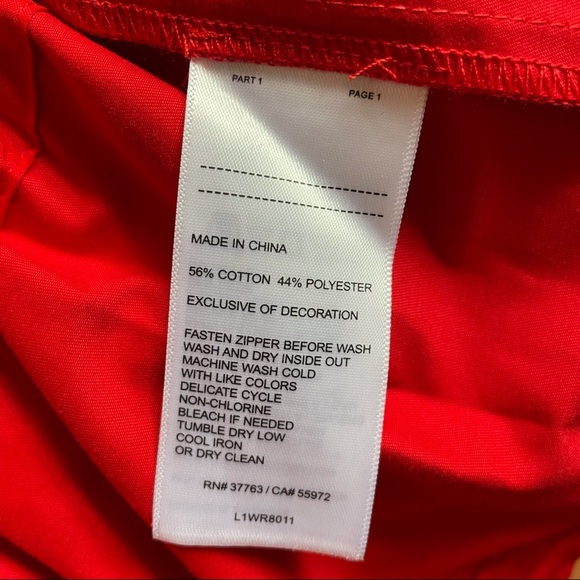 PART 1 PAGE 1
MADE IN CHINA
56% COTTON 44% POLYESTER
EXCLUSIVE OF DECORATION
FASTEN ZIPPER BEFORE WASH
WASH AND DRY INSIDE OUT
MACHINE WASH COLD
WITH LIKE COLORS
DELICATE CYCLE
NON-CHLORINE
BLEACH IF NEEDED
TUMBLE DRY LOW
COOL IRON
OR DRY CLEAN
RN# 37763 / CA# 55972
L1WR8011